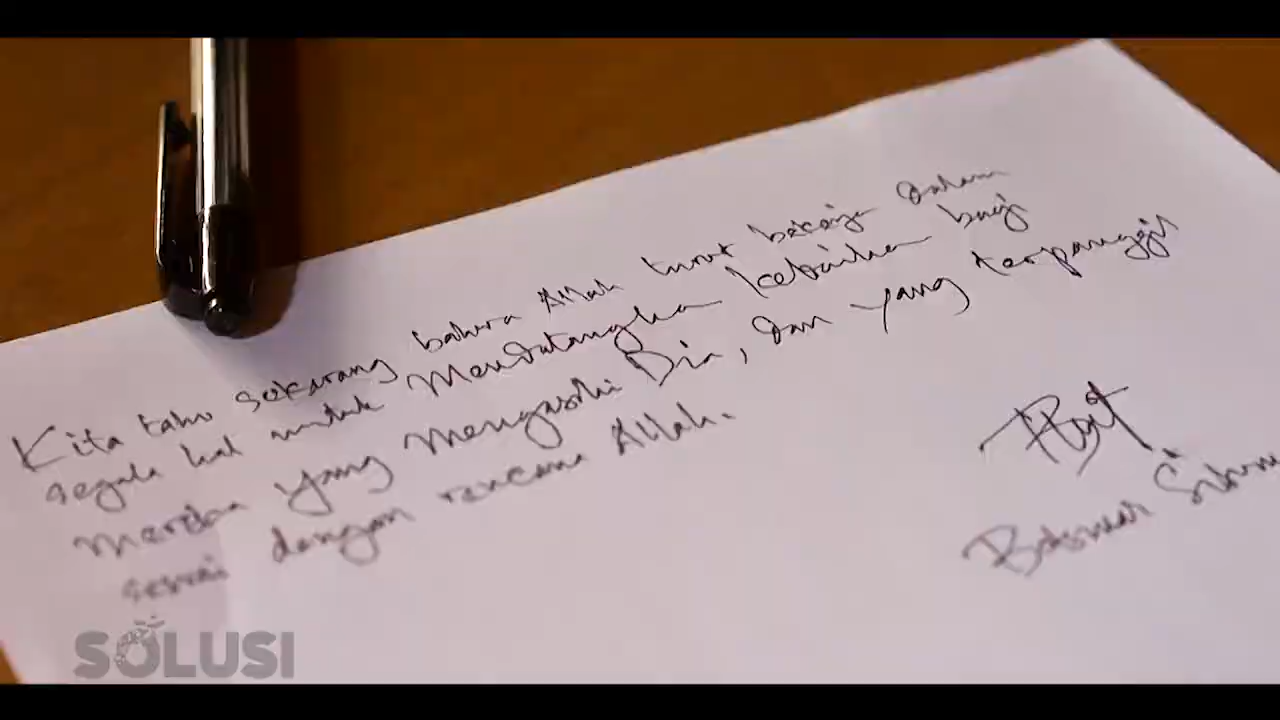 Kita tahu sekarang bahwa Allah turut bekerja dalam
segala hal untuk mendatangkan kebaikan bagi
mereka yang mengasihi Dia, dan yang terpanggil
sesuai dengan rencana Allah.
SOLUSI